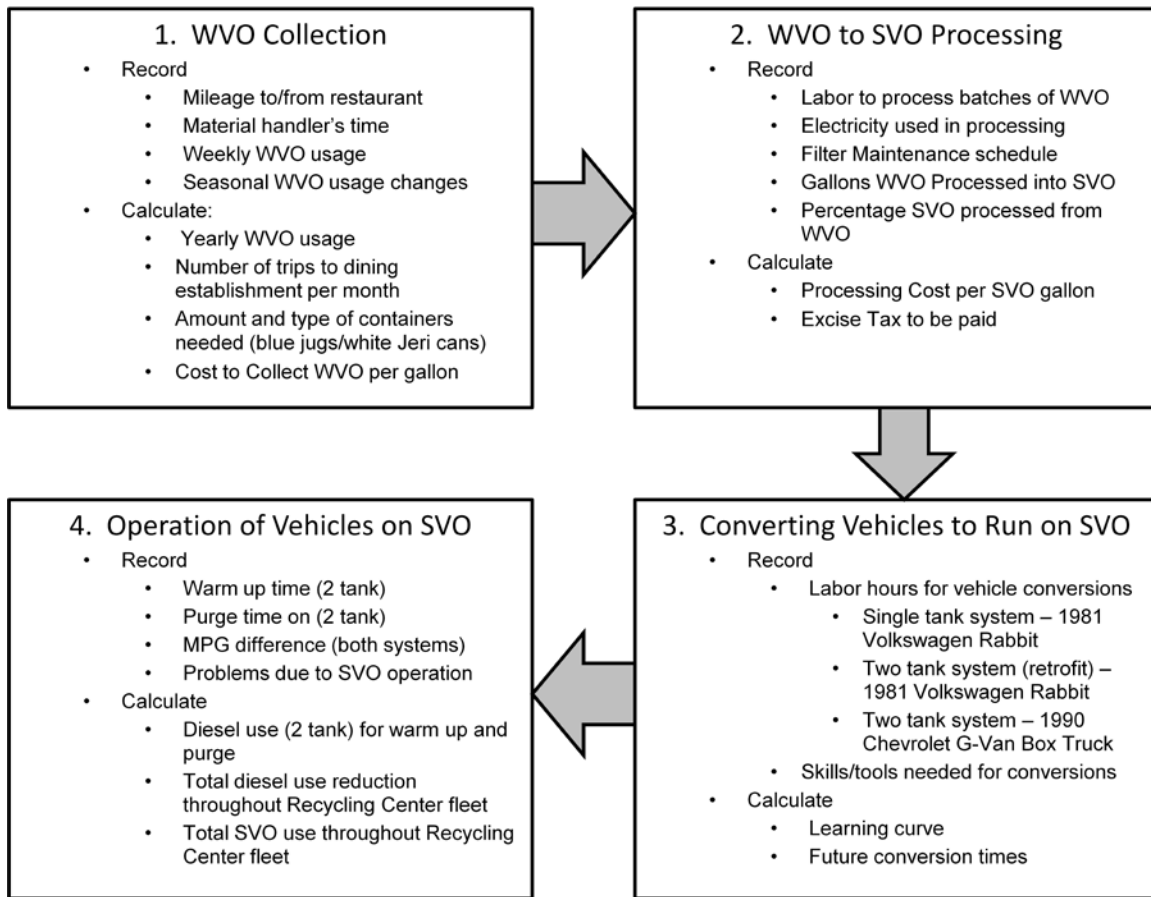 1. WVO Collection
• Record
• Mileage to/from restaurant
• Material handler's time
• Weekly WVO usage
• Seasonal WVO usage changes
• Calculate:
• Yearly WVO usage
• Number of trips to dining
establishment per month
• Amount and type of containers
needed (blue jugs/white Jeri cans)
• Cost to Collect WVO per gallon
2. WVO to SVO Processing
• Record
• Labor to process batches of WVO
• Electricity used in processing
• Filter Maintenance schedule
• Gallons WVO Processed into SVO
• Percentage SVO processed from
WVO
• Calculate
• Processing Cost per SVO gallon
• Excise Tax to be paid
3. Converting Vehicles to Run on SVO
• Record
• Labor hours for vehicle conversions
• Single tank system – 1981
Volkswagen Rabbit
• Two tank system (retrofit) –
1981 Volkswagen Rabbit
• Two tank system – 1990
Chevrolet G-Van Box Truck
• Skills/tools needed for conversions
• Calculate
• Learning curve
• Future conversion times
4. Operation of Vehicles on SVO
• Record
• Warm up time (2 tank)
• Purge time on (2 tank)
• MPG difference (both systems)
• Problems due to SVO operation
• Calculate
• Diesel use (2 tank) for warm up and
purge
• Total diesel use reduction
throughout Recycling Center fleet
• Total SVO use throughout Recycling
Center fleet